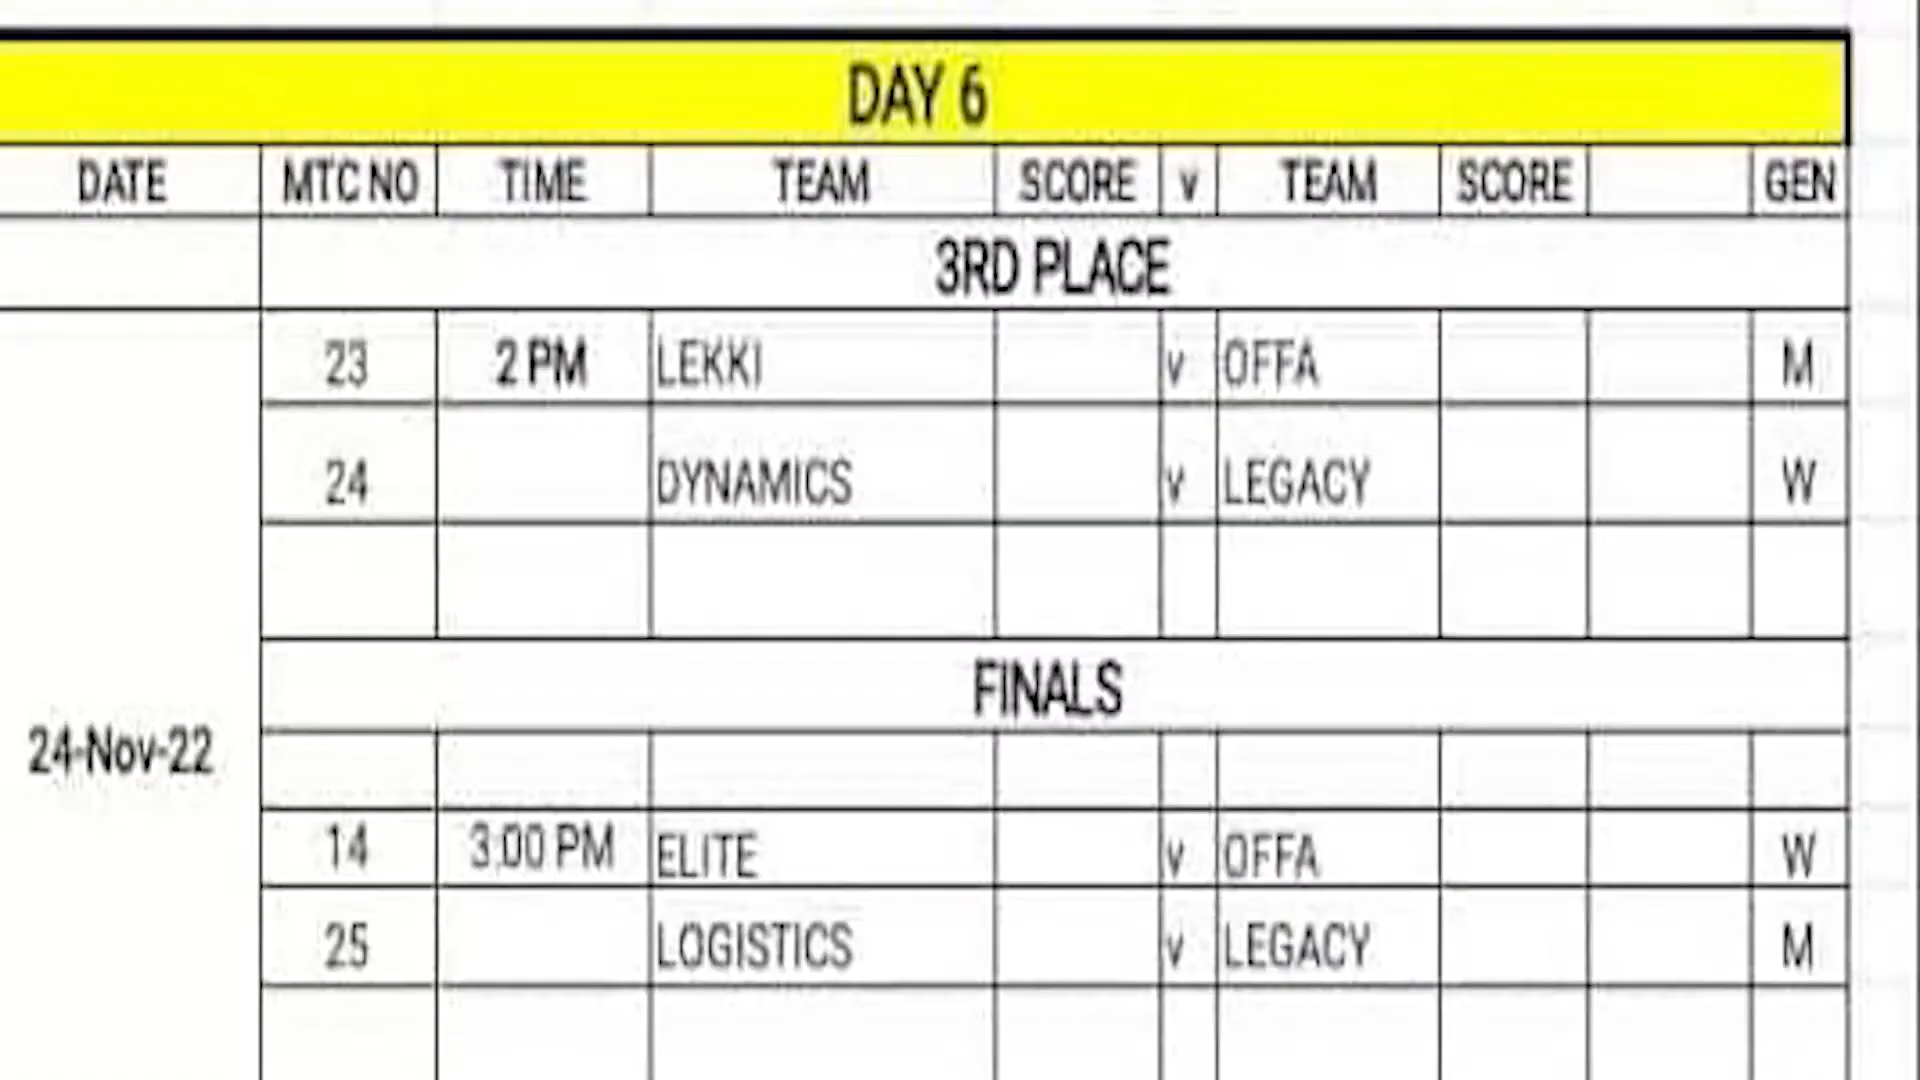 DAY 6
DATE MTC NO TIME TEAM SCORE v TEAM SCORE GEN
3RD PLACE
23 2 PM LEKKI v OFFA M
24 DYNAMICS v LEGACY W
FINALS
24-Nov-22
14 3:00 PM ELITE v OFFA W
25 LOGISTICS v LEGACY M